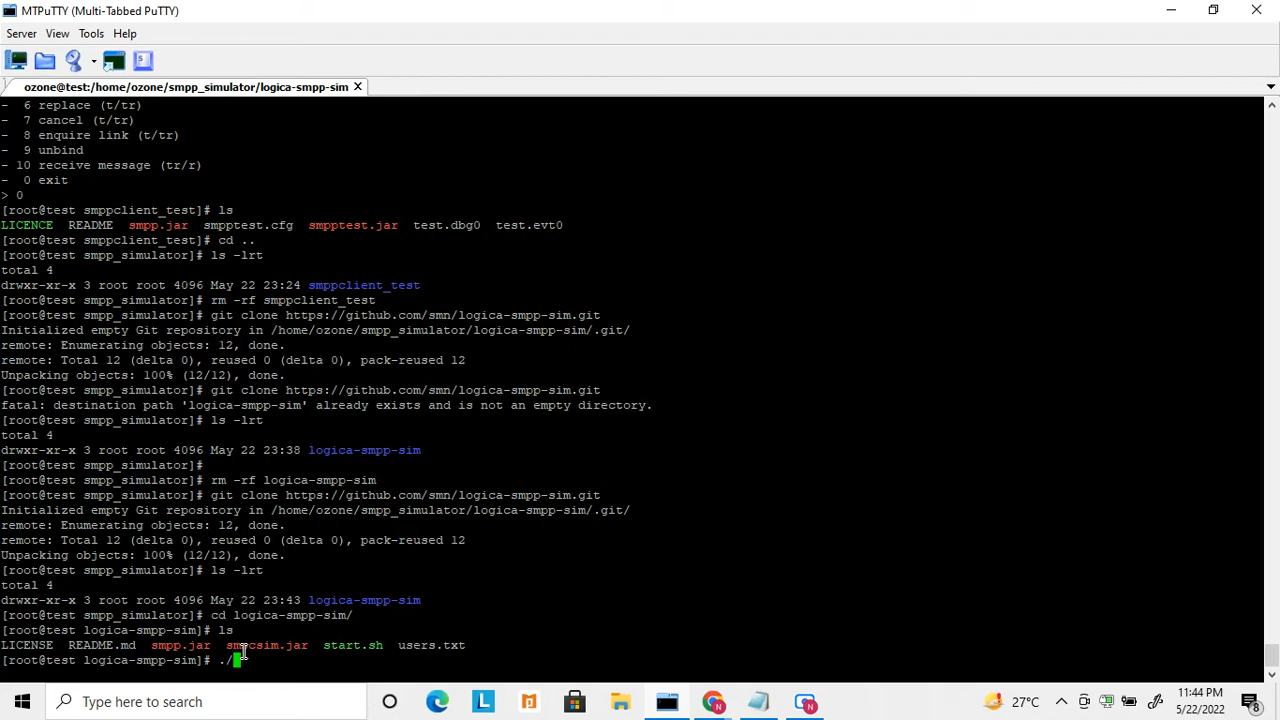 MTPuTTY (Multi-Tabbed PuTTY)
Server View Tools Help
ozone@test:/home/ozone/smpp_simulator/logica-smpp-sim
- 6 replace (t/tr)
- 7 cancel (t/tr)
- 8 enquire link (t/tr)
- 9 unbind
- 10 receive message (tr/r)
- 0 exit
> 0
[root@test smppclient_test]# ls
LICENCE README smpp.jar smpptest.cfg smpptest.jar test.dbg0 test.evt0
[root@test smppclient_test]# cd ..
[root@test smpp_simulator]# ls -lrt
total 4
drwxr-xr-x 3 root root 4096 May 22 23:24 smppclient_test
[root@test smpp_simulator]# rm -rf smppclient_test
[root@test smpp_simulator]# git clone https://github.com/smn/logica-smpp-sim.git
Initialized empty Git repository in /home/ozone/smpp_simulator/logica-smpp-sim/.git/
remote: Enumerating objects: 12, done.
remote: Total 12 (delta 0), reused 0 (delta 0), pack-reused 12
Unpacking objects: 100% (12/12), done.
[root@test smpp_simulator]# git clone https://github.com/smn/logica-smpp-sim.git
fatal: destination path 'logica-smpp-sim' already exists and is not an empty directory.
[root@test smpp_simulator]# ls -lrt
total 4
drwxr-xr-x 3 root root 4096 May 22 23:38 logica-smpp-sim
[root@test smpp_simulator]#
[root@test smpp_simulator]# rm -rf logica-smpp-sim
[root@test smpp_simulator]# git clone https://github.com/smn/logica-smpp-sim.git
Initialized empty Git repository in /home/ozone/smpp_simulator/logica-smpp-sim/.git/
remote: Enumerating objects: 12, done.
remote: Total 12 (delta 0), reused 0 (delta 0), pack-reused 12
Unpacking objects: 100% (12/12), done.
[root@test smpp_simulator]# ls -lrt
total 4
drwxr-xr-x 3 root root 4096 May 22 23:43 logica-smpp-sim
[root@test smpp_simulator]# cd logica-smpp-sim/
[root@test logica-smpp-sim]# ls
LICENSE README.md smpp.jar smscsim.jar start.sh users.txt
[root@test logica-smpp-sim]# ./
Type here to search
27°C
11:44 PM
5/22/2022
8